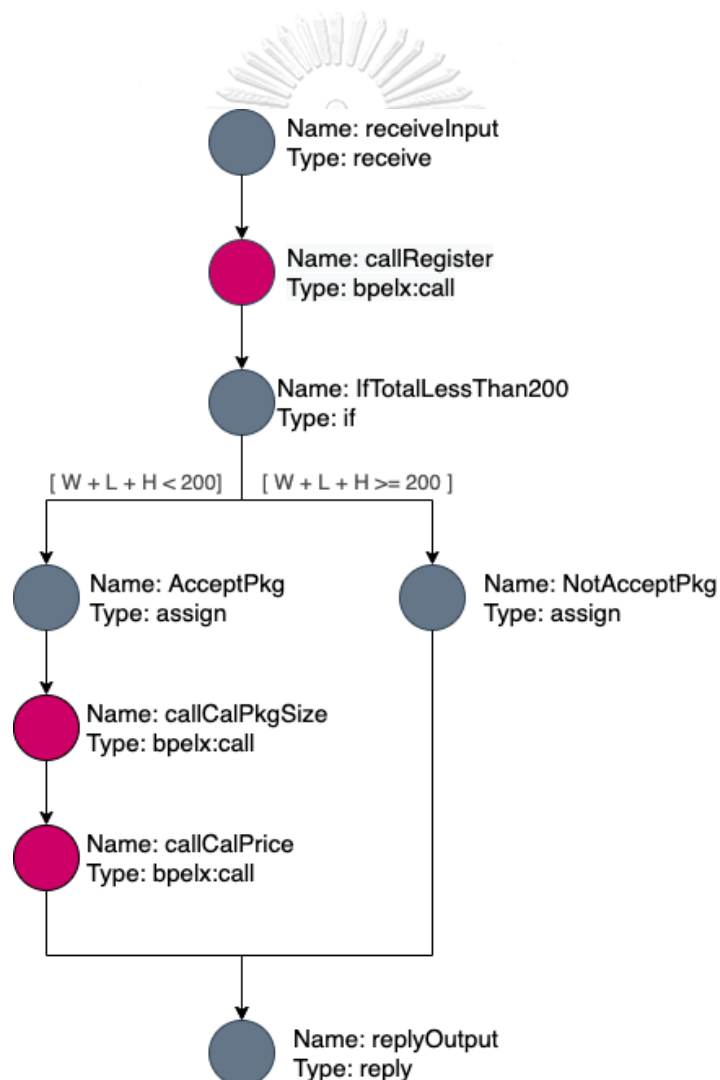 Name: receiveInput
Type: receive
Name: callRegister
Type: bpelx:call
Name: IfTotalLessThan200
Type: if
[ W + L + H < 200]
[ W + L + H >= 200 ]
Name: AcceptPkg
Type: assign
Name: NotAcceptPkg
Type: assign
Name: callCalPkgSize
Type: bpelx:call
Name: callCalPrice
Type: bpelx:call
Name: replyOutput
Type: reply